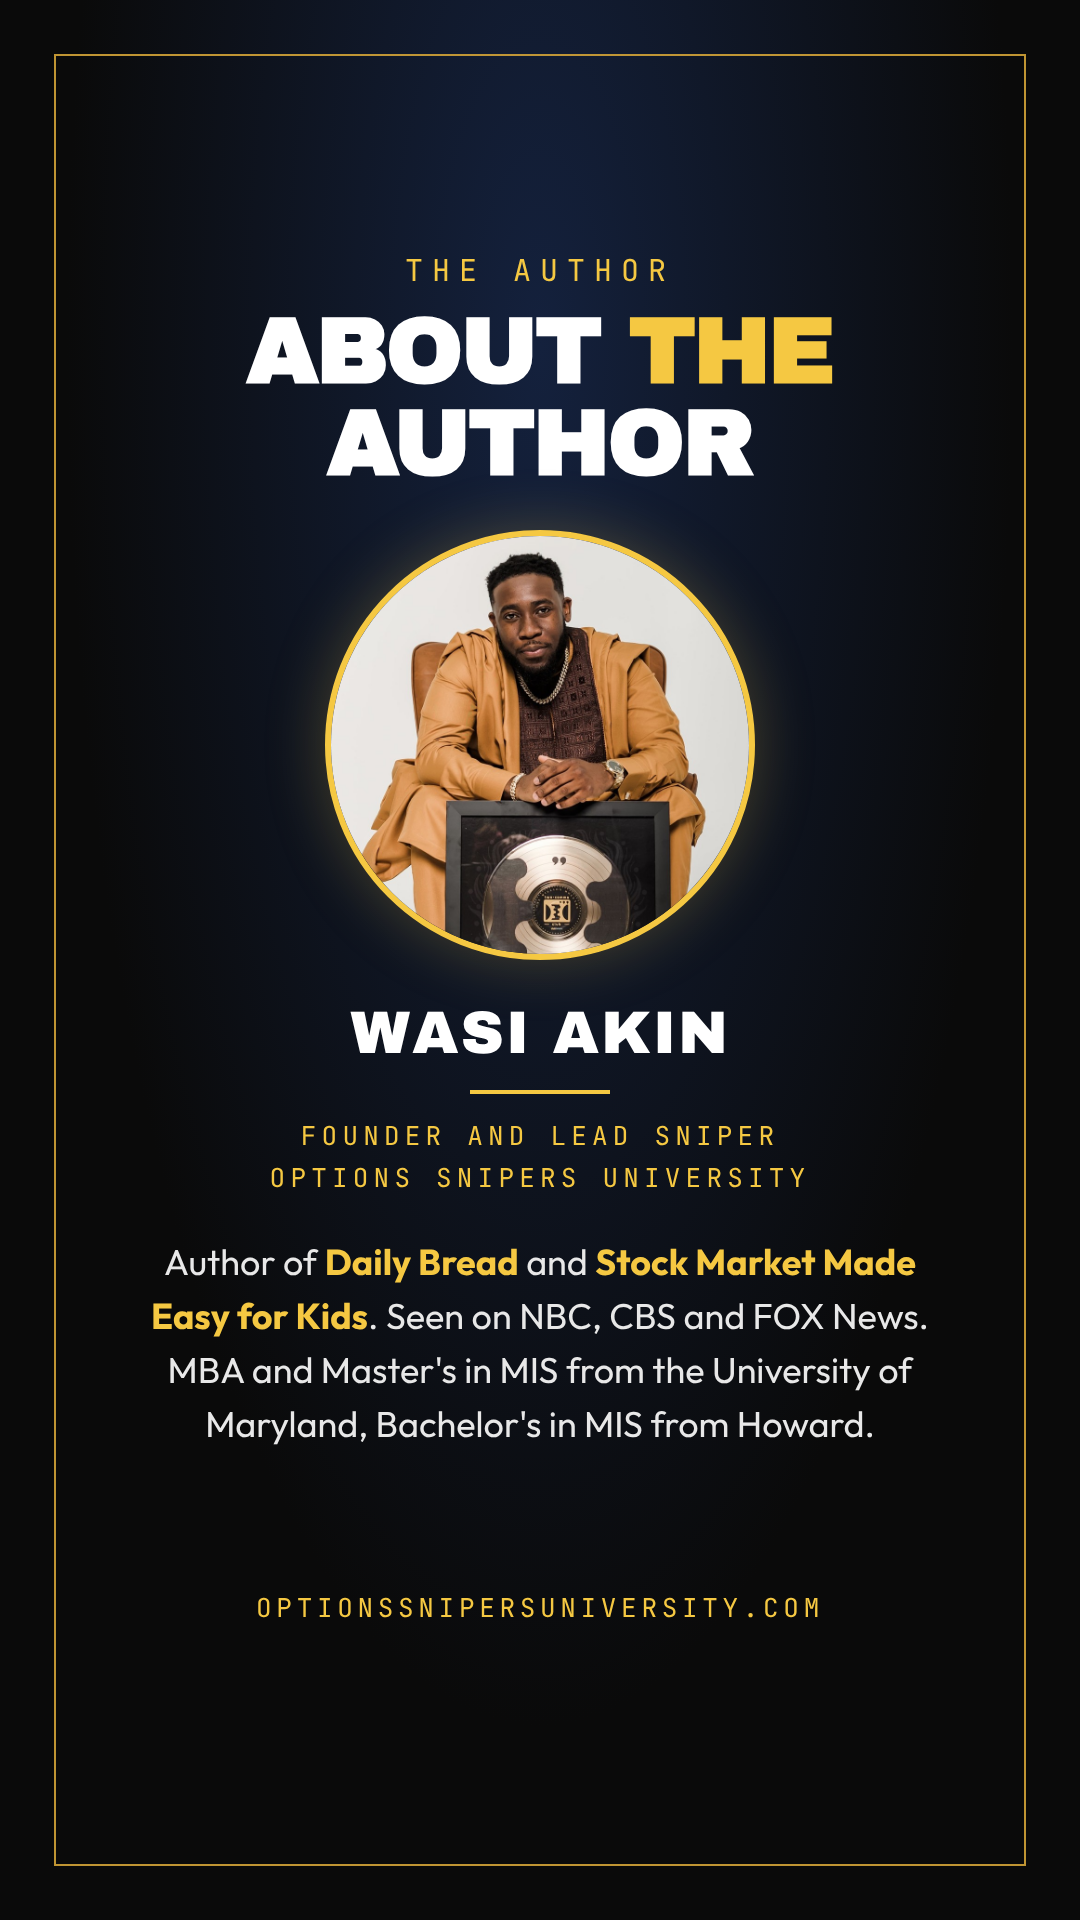 THE AUTHOR
ABOUT THE
AUTHOR
WASI AKIN
FOUNDER AND LEAD SNIPER
OPTIONS SNIPERS UNIVERSITY
Author of Daily Bread and Stock Market Made
Easy for Kids. Seen on NBC, CBS and FOX News.
MBA and Master's in MIS from the University of
Maryland, Bachelor's in MIS from Howard.
OPTIONSSNIPERSUNIVERSITY.COM